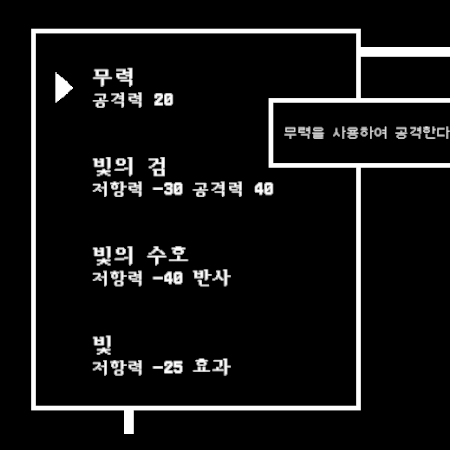 무력
공격력 20
무력을 사용하여 공격한다
빛의 검
저항력 -30 공격력 40
빛의 수호
저항력 -40 반사
빛
저항력 -25 효과